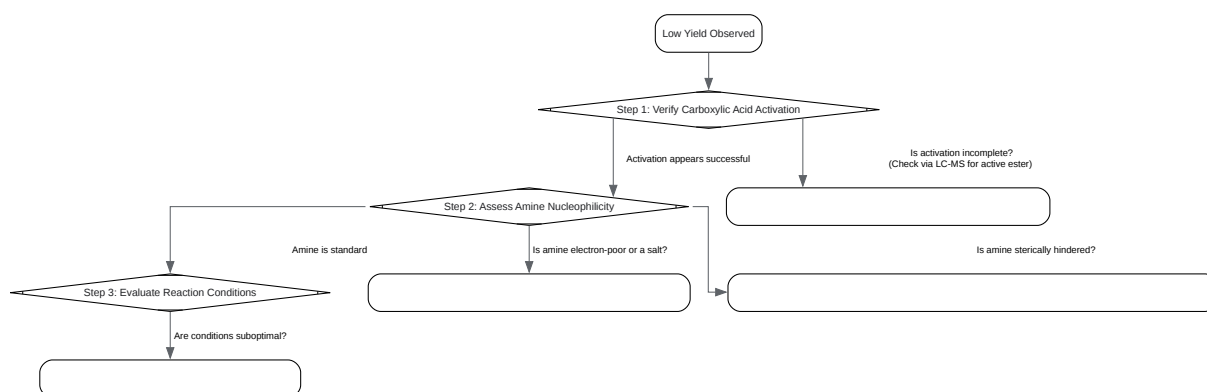 Low Yield Observed
Step 1: Verify Carboxylic Acid Activation
Activation appears successful
Is activation incomplete?
(Check via LC-MS for active ester)
Step 2: Assess Amine Nucleophilicity
Amine is standard
Is amine electron-poor or a salt?
Is amine sterically hindered?
Step 3: Evaluate Reaction Conditions
Are conditions suboptimal?